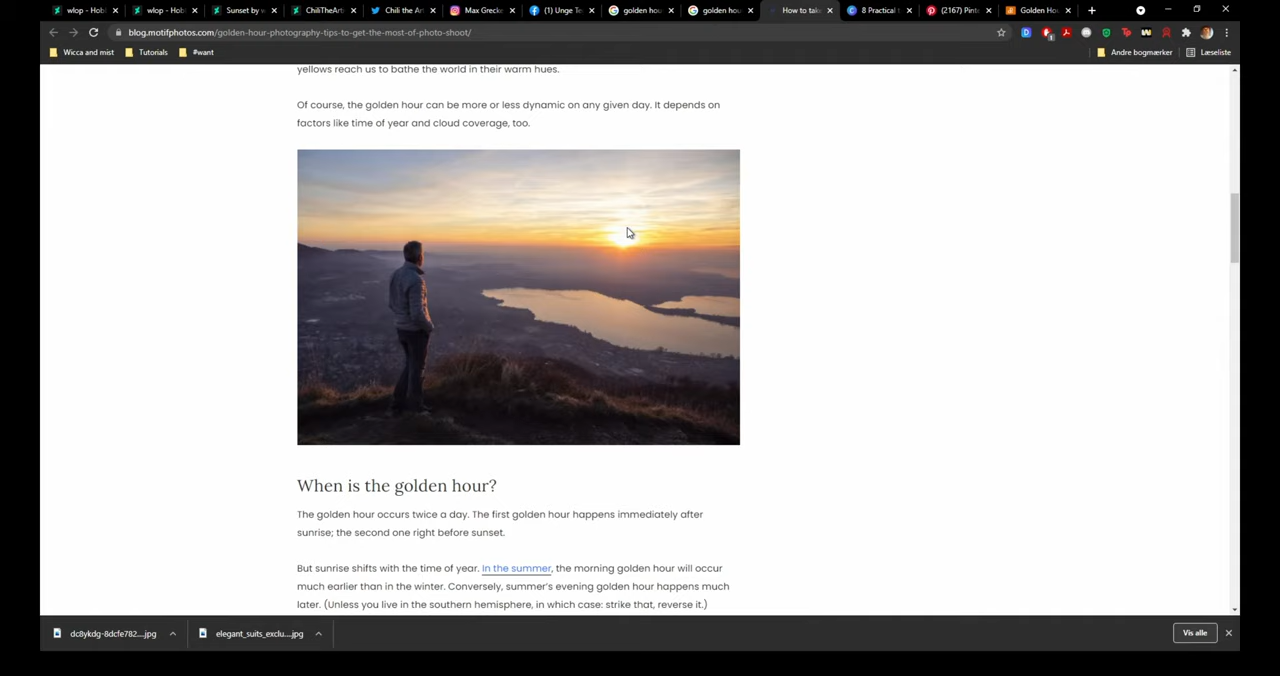 wlop - Hob
wlop - Hob
Sunset by w
ChiliTheArt
Chili the Ar
Max Grecke
(1) Unge Te
golden hou
golden hou
How to take
8 Practical
(2167) Pint
Golden Hou
blog.motifphotos.com/golden-hour-photography-tips-to-get-the-most-of-photo-shoot/
Wicca and mist
Tutorials
#want
Andre bogmærker
Læseliste
yellows reach us to bathe the world in their warm hues.
Of course, the golden hour can be more or less dynamic on any given day. It depends on
factors like time of year and cloud coverage, too.
When is the golden hour?
The golden hour occurs twice a day. The first golden hour happens immediately after
sunrise; the second one right before sunset.
But sunrise shifts with the time of year. In the summer, the morning golden hour will occur
much earlier than in the winter. Conversely, summer's evening golden hour happens much
later. (Unless you live in the southern hemisphere, in which case: strike that, reverse it.)
dc8ykdg-8dcfe782....jpg
elegant_suits_exclu....jpg
Vis alle